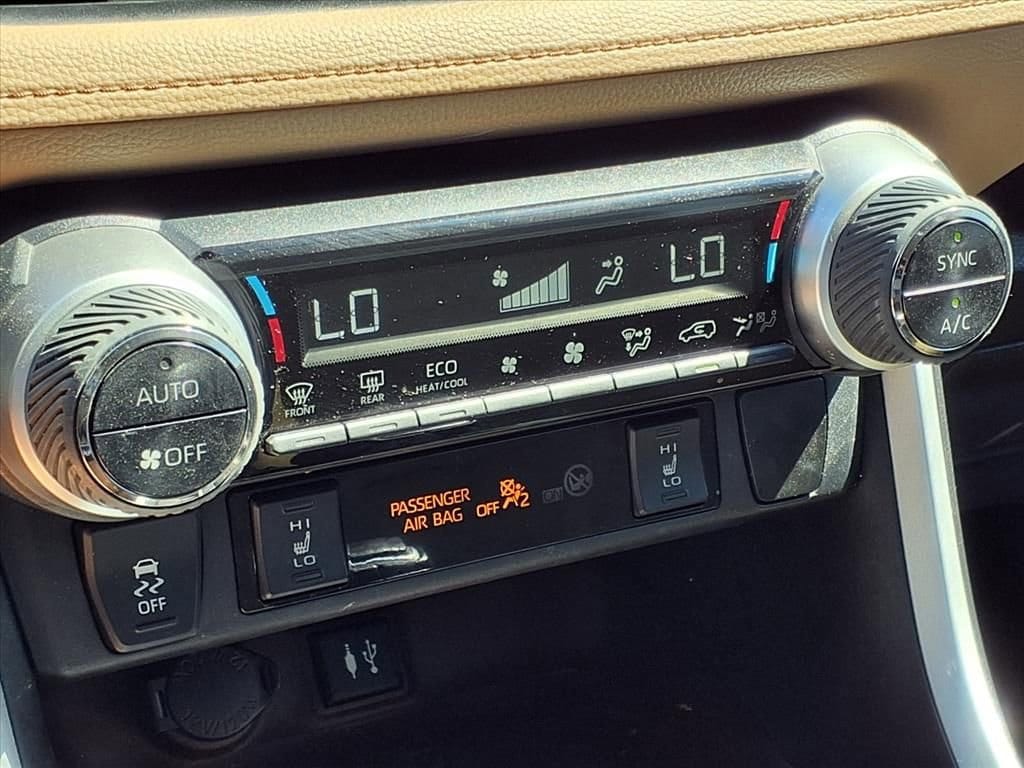 LO LO
SYNC
A/C
AUTO
OFF
FRONT
REAR
ECO
HEAT/COOL
HI
LO
PASSENGER
AIR BAG
OFF 2
ON
HI
LO
OFF